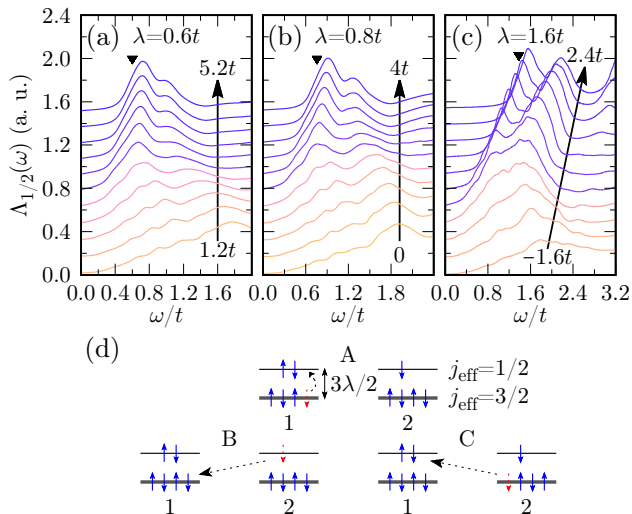 (a) λ=0.6t
(b) λ=0.8t
(c) λ=1.6t
Λ1/2(ω) (a. u.)
2.4
2.0
1.6
1.2
0.8
0.4
0.0
5.2t
1.2t
4t
0
2.4t
−1.6t
0.0 0.4 0.8 1.2 1.6
0.0 0.6 1.2 1.8 2.4
0.0 0.8 1.6 2.4 3.2
ω/t
ω/t
ω/t
(d)
A
3λ/2
jeff=1/2
jeff=3/2
1
2
B
C
1
2
1
2